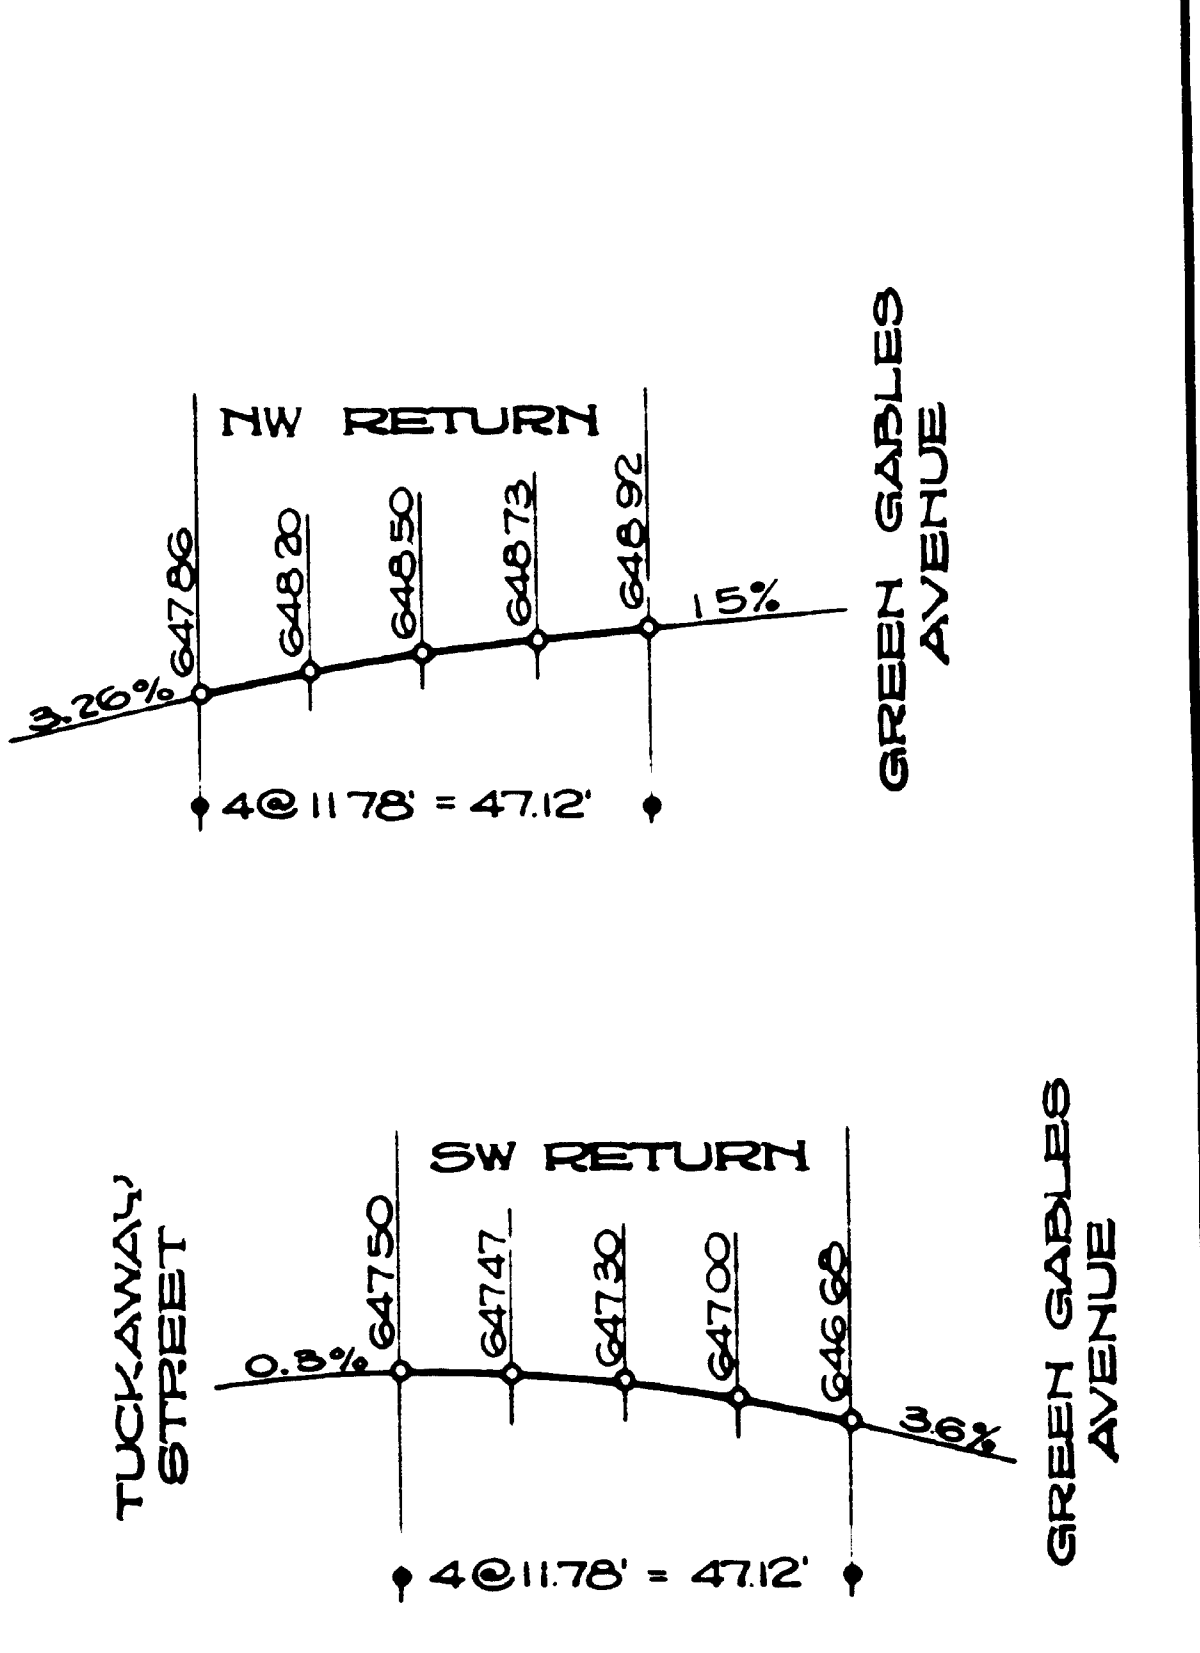 NW RETURN
647.86
648.20
648.50
648.73
648.92
3.26%
1.5%
4@11.78' = 47.12'
GREEN GABLES
AVENUE
SW RETURN
TUCKAWAY
STREET
647.50
647.47
647.30
647.00
646.68
0.3%
3.6%
4@11.78' = 47.12'
GREEN GABLES
AVENUE